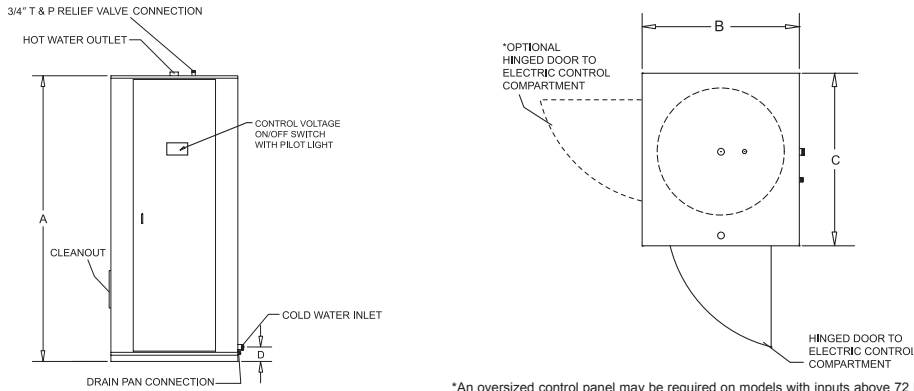 3/4" T & P RELIEF VALVE CONNECTION
HOT WATER OUTLET
CONTROL VOLTAGE
ON/OFF SWITCH
WITH PILOT LIGHT
A
CLEANOUT
COLD WATER INLET
D
DRAIN PAN CONNECTION
B
*OPTIONAL
HINGED DOOR TO
ELECTRIC CONTROL
COMPARTMENT
C
HINGED DOOR TO
ELECTRIC CONTROL
COMPARTMENT
*An oversized control panel may be required on models with inputs above 72